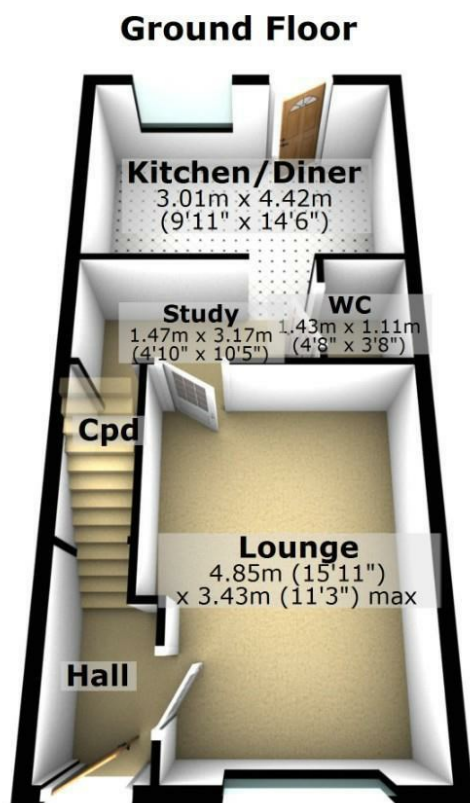 Ground Floor
Kitchen/Diner
3.01m x 4.42m
(9'11" x 14'6")
Study
1.47m x 3.17m
(4'10" x 10'5")
WC
1.43m x 1.11m
(4'8" x 3'8")
Cpd
Lounge
4.85m (15'11")
x 3.43m (11'3") max
Hall